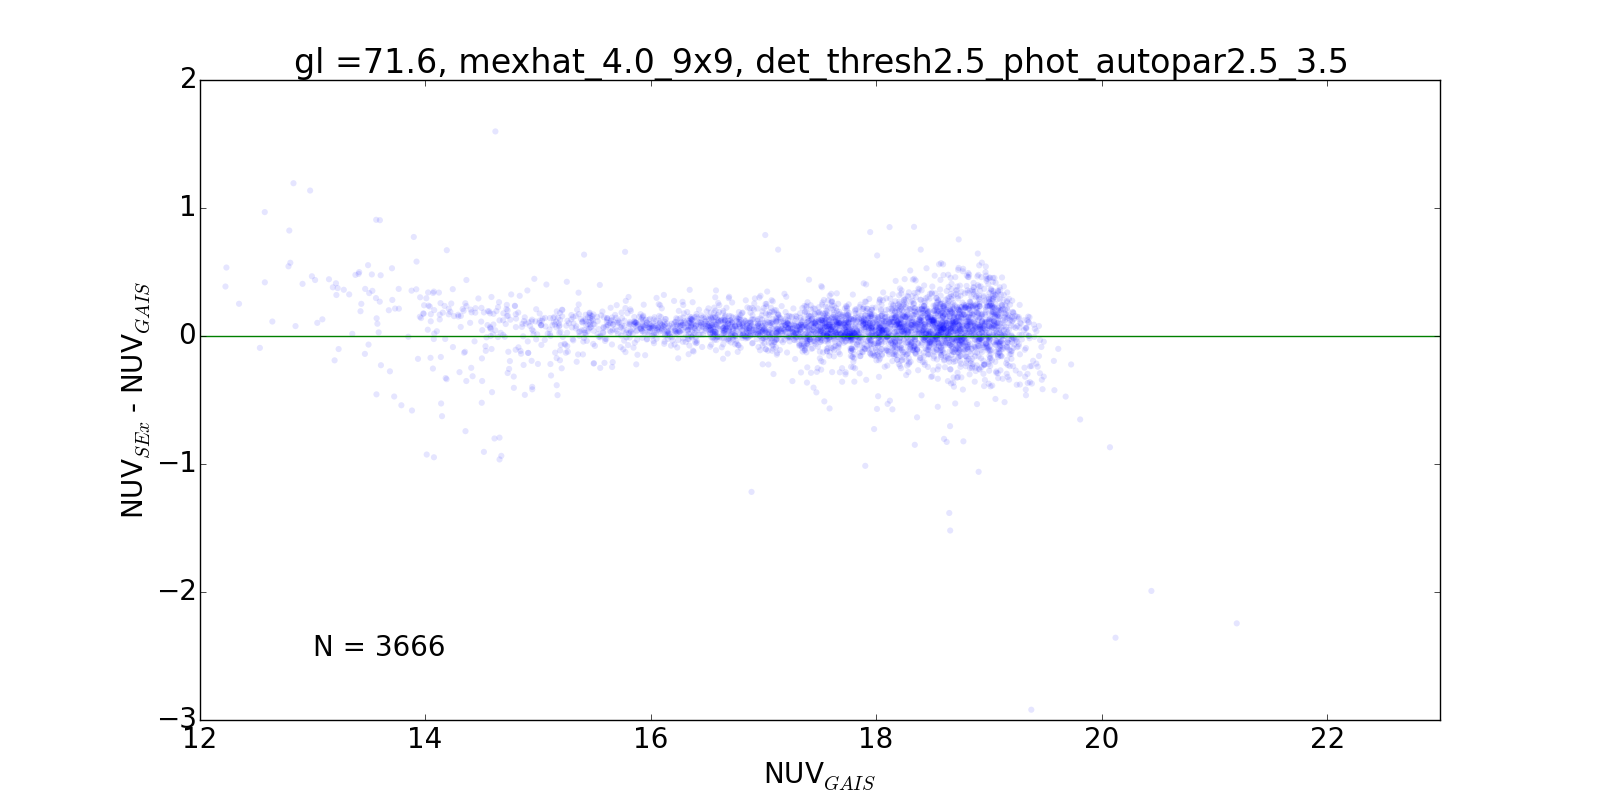 gl =71.6, mexhat_4.0_9x9, det_thresh2.5_phot_autopar2.5_3.5
2
1
0
−1
−2
−3
NUV_SEx - NUV_GAIS
N = 3666
12 14 16 18 20 22
NUV_GAIS